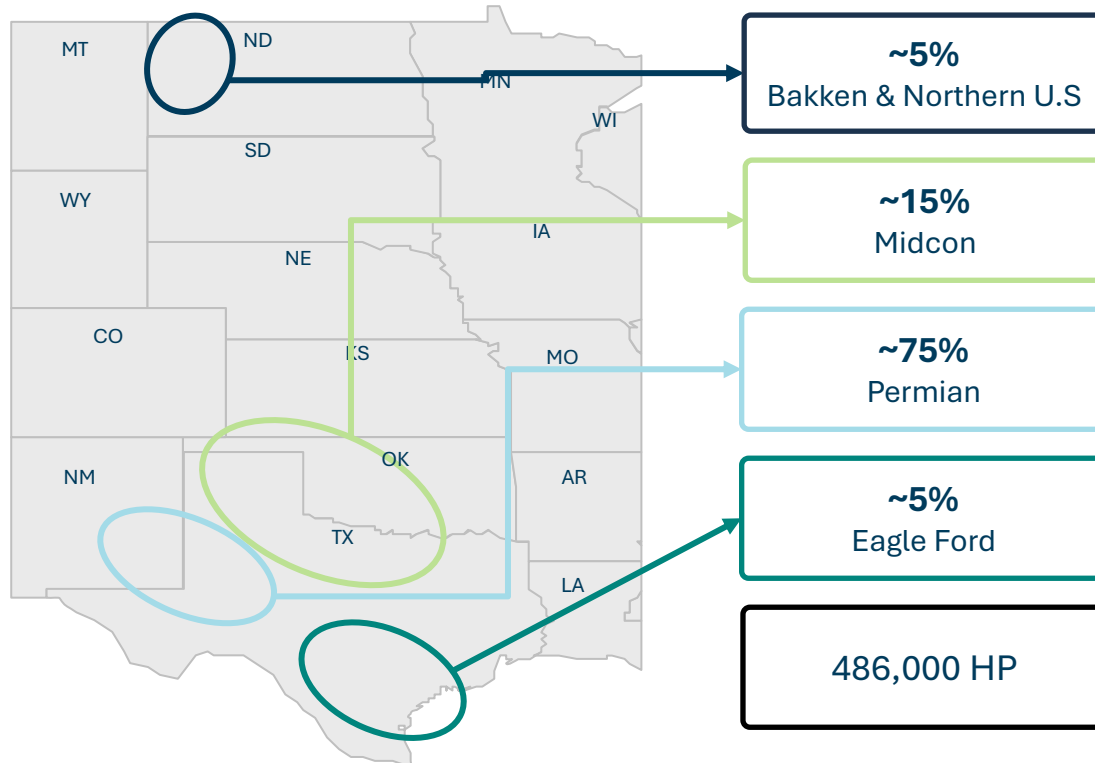 MT
ND
MN
WI
SD
WY
IA
NE
CO
KS
MO
OK
NM
AR
TX
LA
~5%
Bakken & Northern U.S
~15%
Midcon
~75%
Permian
~5%
Eagle Ford
486,000 HP